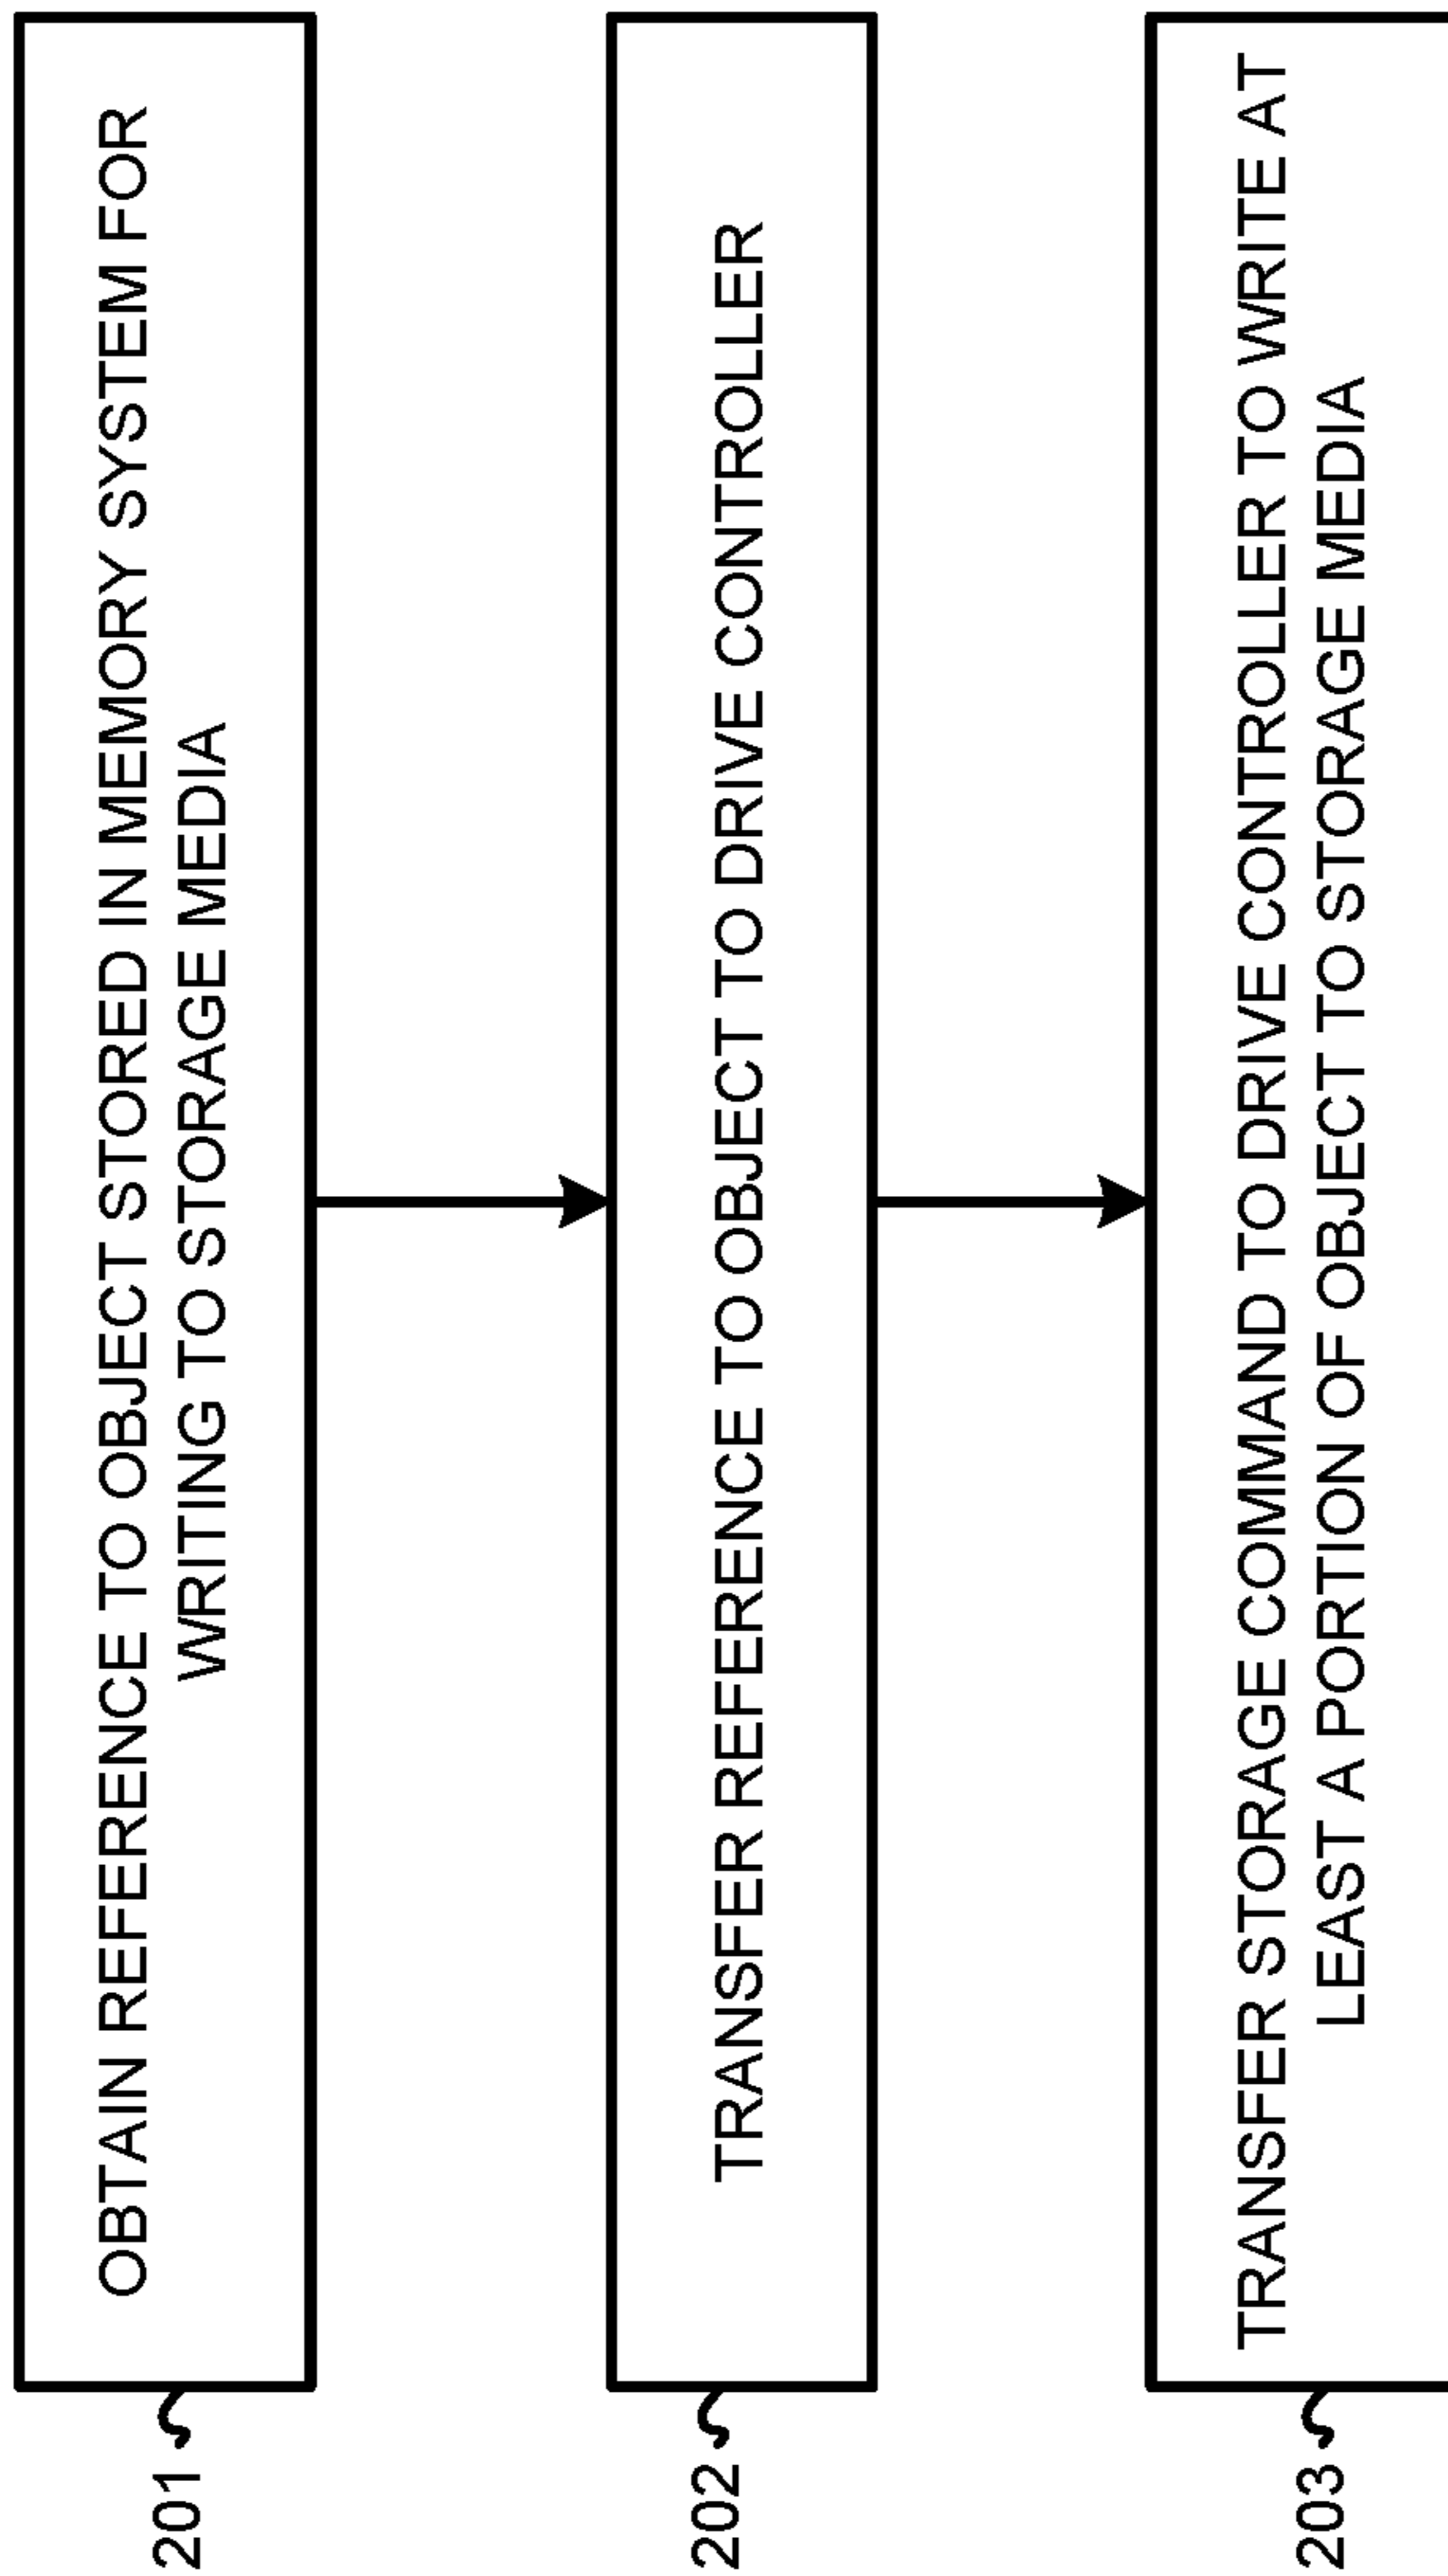 201
OBTAIN REFERENCE TO OBJECT STORED IN MEMORY SYSTEM FOR
WRITING TO STORAGE MEDIA
202
TRANSFER REFERENCE TO OBJECT TO DRIVE CONTROLLER
203
TRANSFER STORAGE COMMAND TO DRIVE CONTROLLER TO WRITE AT
LEAST A PORTION OF OBJECT TO STORAGE MEDIA